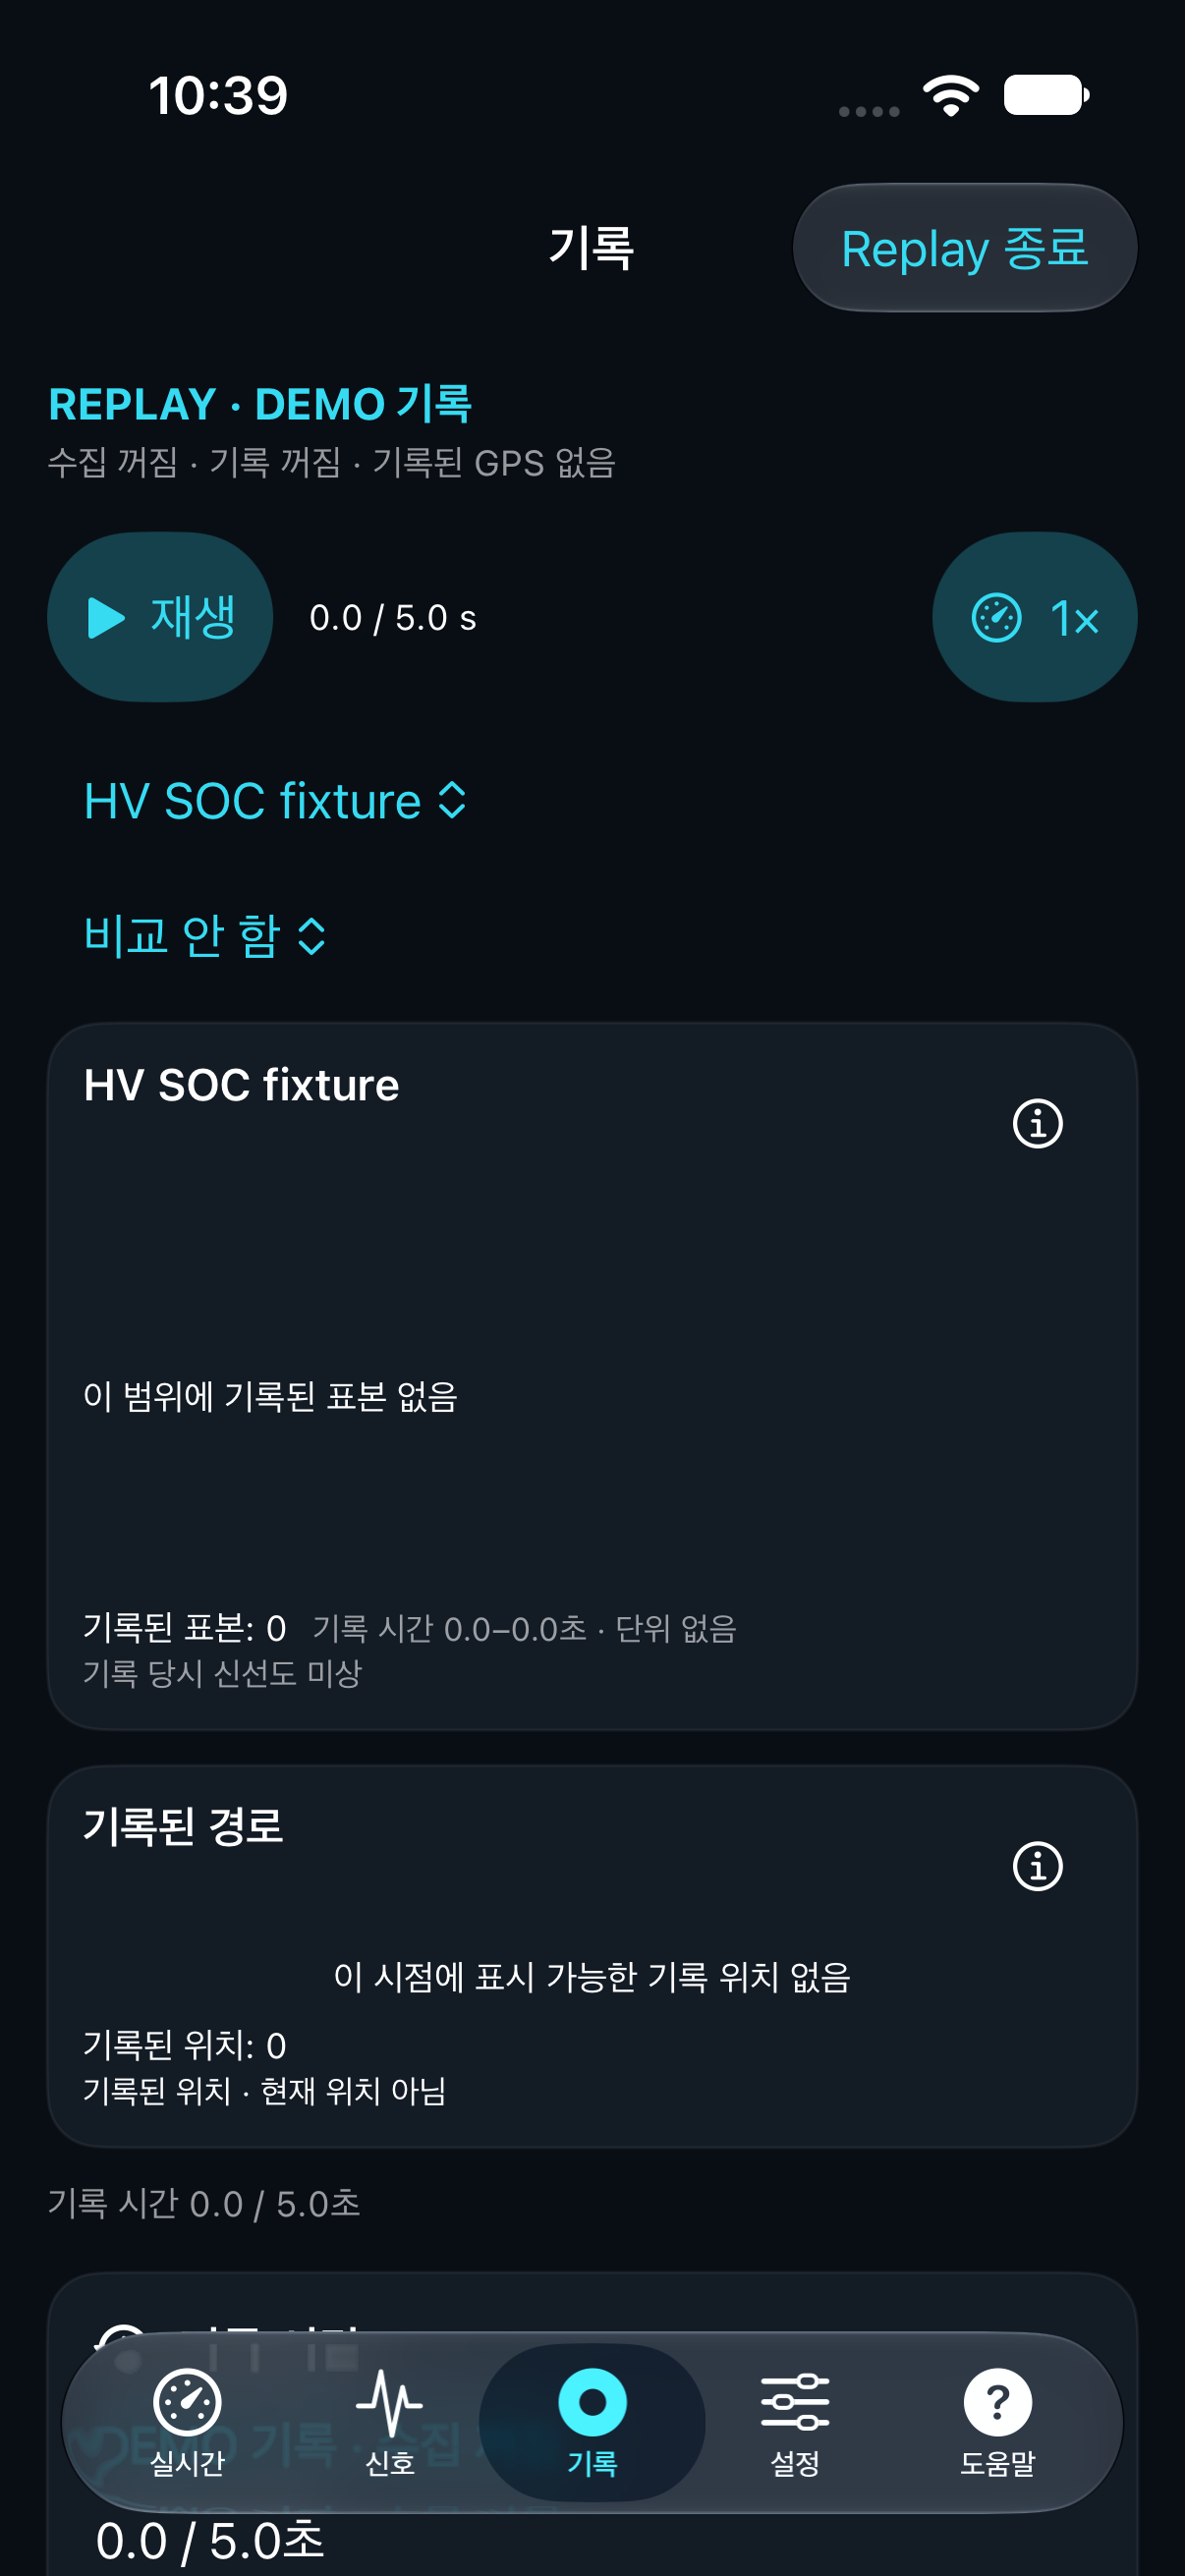 10:39
기록
Replay 종료
REPLAY · DEMO 기록
수집 꺼짐 · 기록 꺼짐 · 기록된 GPS 없음
재생
0.0 / 5.0 s
1×
HV SOC fixture
비교 안 함
HV SOC fixture
이 범위에 기록된 표본 없음
기록된 표본: 0 기록 시간 0.0–0.0초 · 단위 없음
기록 당시 신선도 미상
기록된 경로
이 시점에 표시 가능한 기록 위치 없음
기록된 위치: 0
기록된 위치 · 현재 위치 아님
기록 시간 0.0 / 5.0초
DEMO 기록 · 수집
실시간
신호
기록
설정
도움말
0.0 / 5.0초